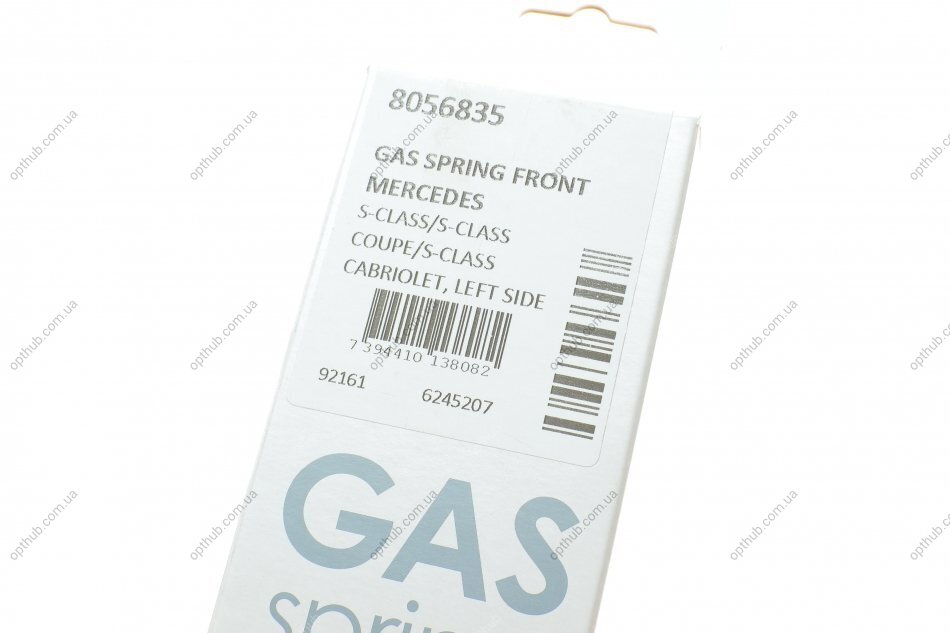 8056835
GAS SPRING FRONT
MERCEDES
S-CLASS/S-CLASS
COUPE/S-CLASS
CABRIOLET, LEFT SIDE
7 394410 138082
92161 6245207
GAS
opthub.com.ua